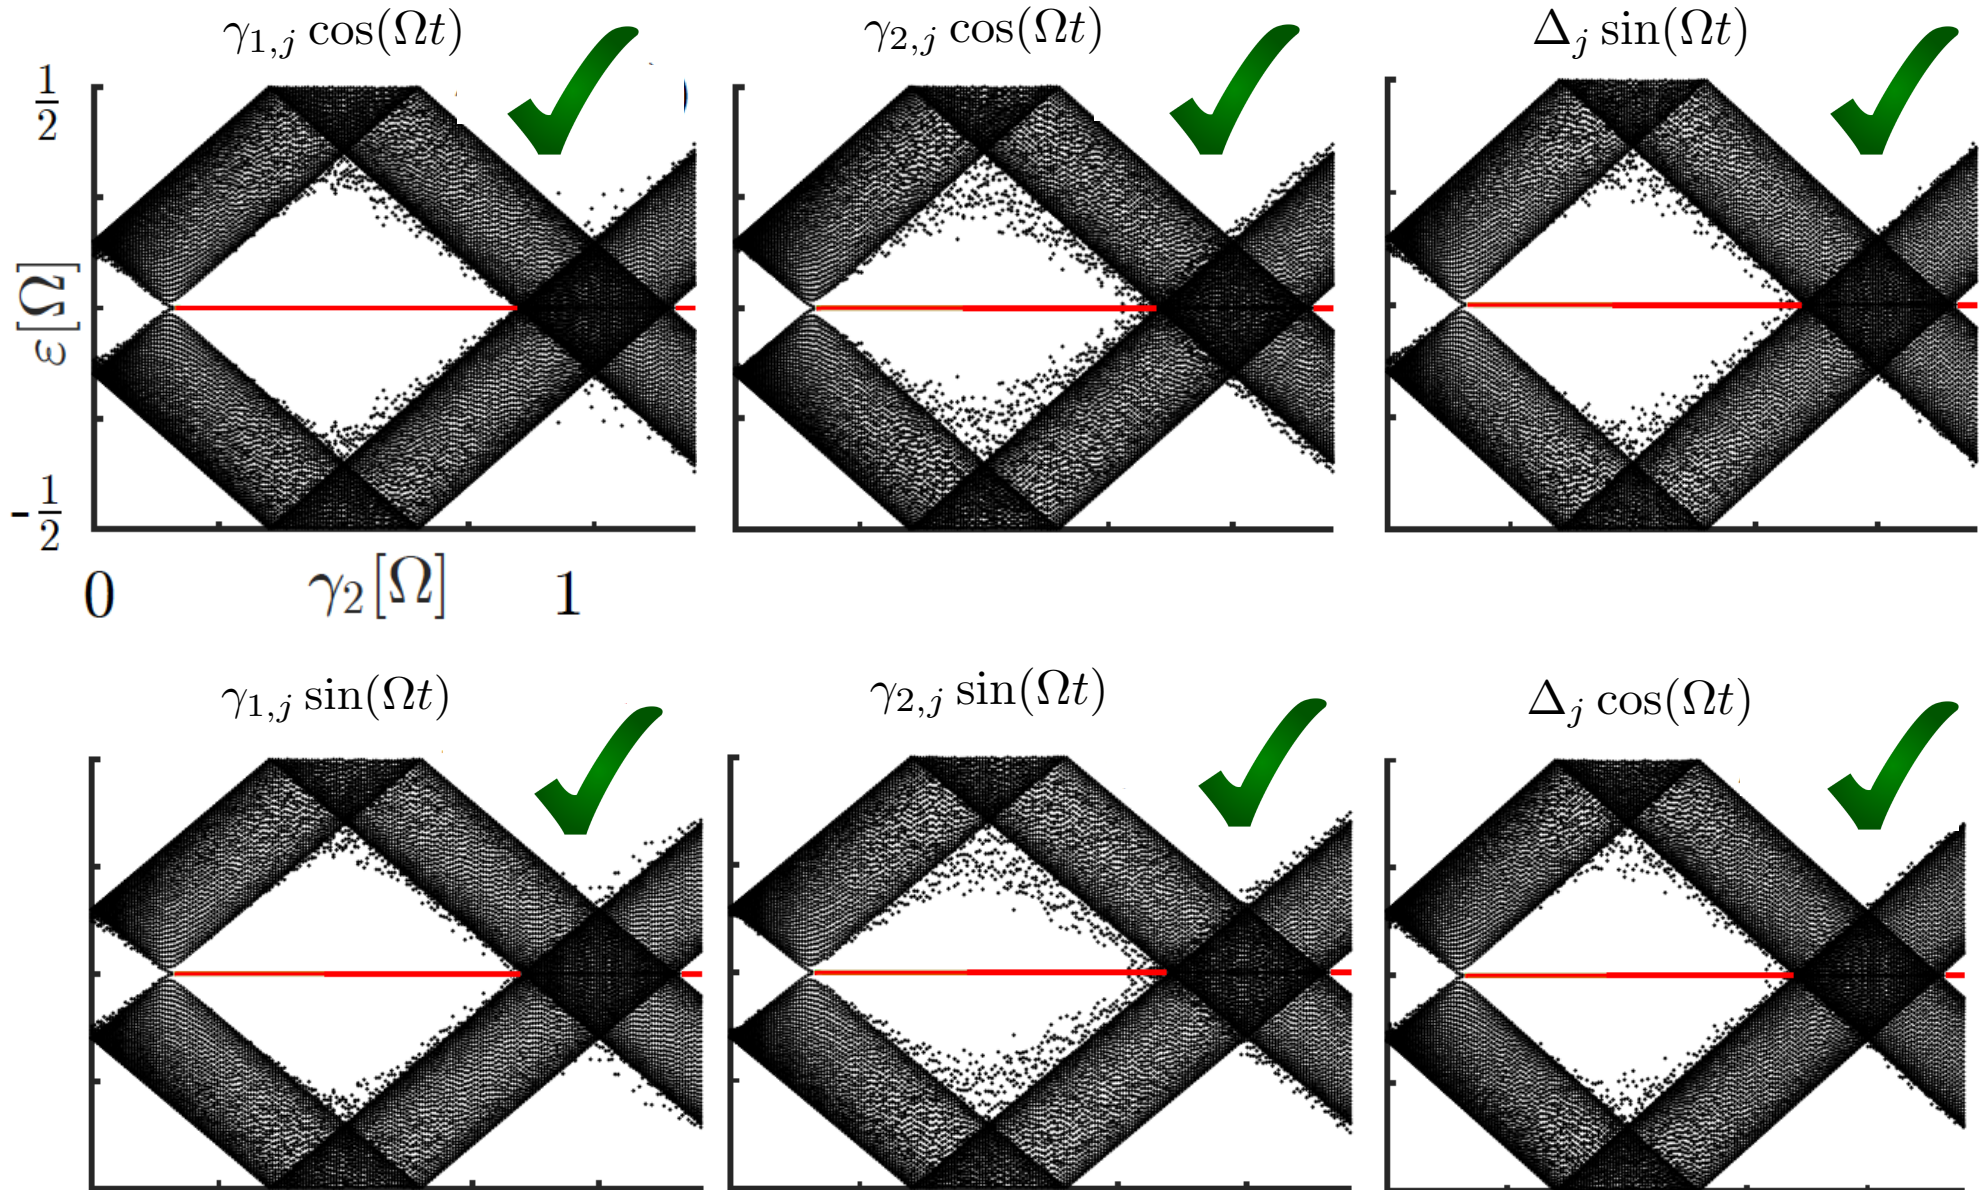 γ₁,ⱼ cos(Ωt)
γ₂,ⱼ cos(Ωt)
Δⱼ sin(Ωt)
1/2
ε[Ω]
-1/2
0
γ₂[Ω]
1
γ₁,ⱼ sin(Ωt)
γ₂,ⱼ sin(Ωt)
Δⱼ cos(Ωt)